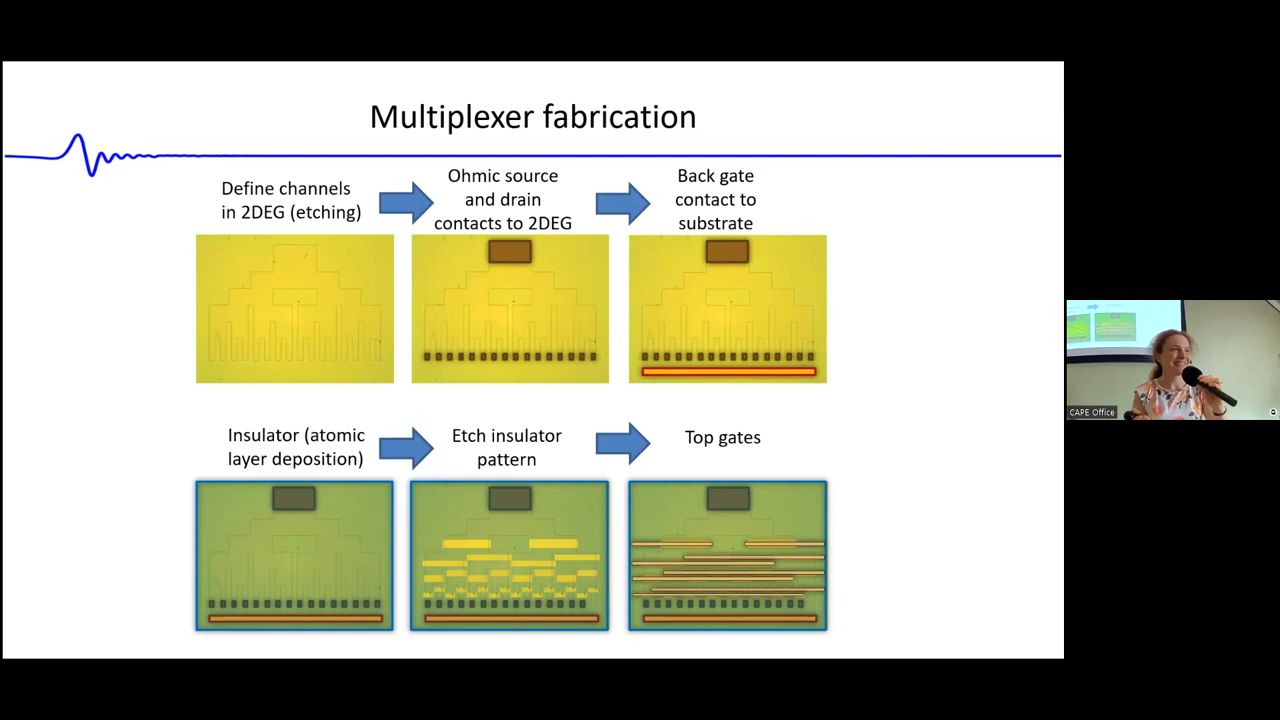 Multiplexer fabrication
Define channels
in 2DEG (etching)
Ohmic source
and drain
contacts to 2DEG
Back gate
contact to
substrate
Insulator (atomic
layer deposition)
Etch insulator
pattern
Top gates
CAPE Office